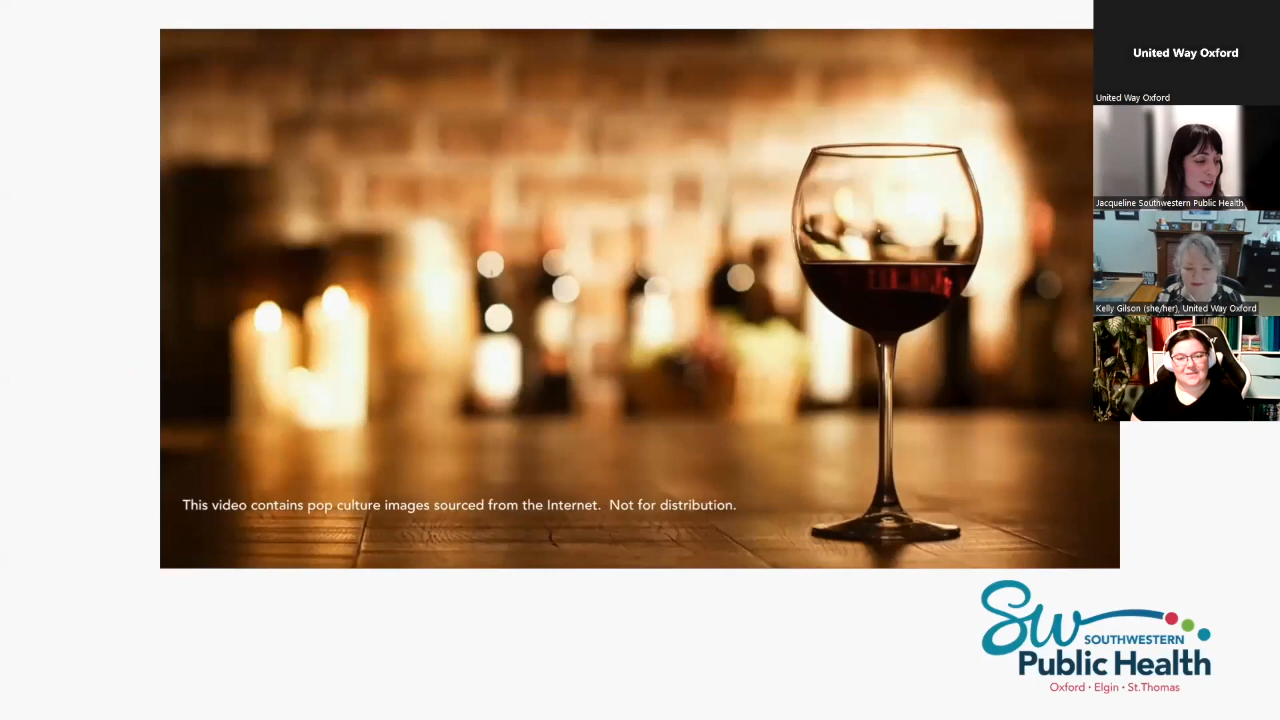 United Way Oxford
United Way Oxford
Jacqueline Southwestern Public Health
Kelly Gilson (she/her), United Way Oxford
This video contains pop culture images sourced from the Internet. Not for distribution.
Sw
SOUTHWESTERN
Public Health
Oxford • Elgin • St.Thomas